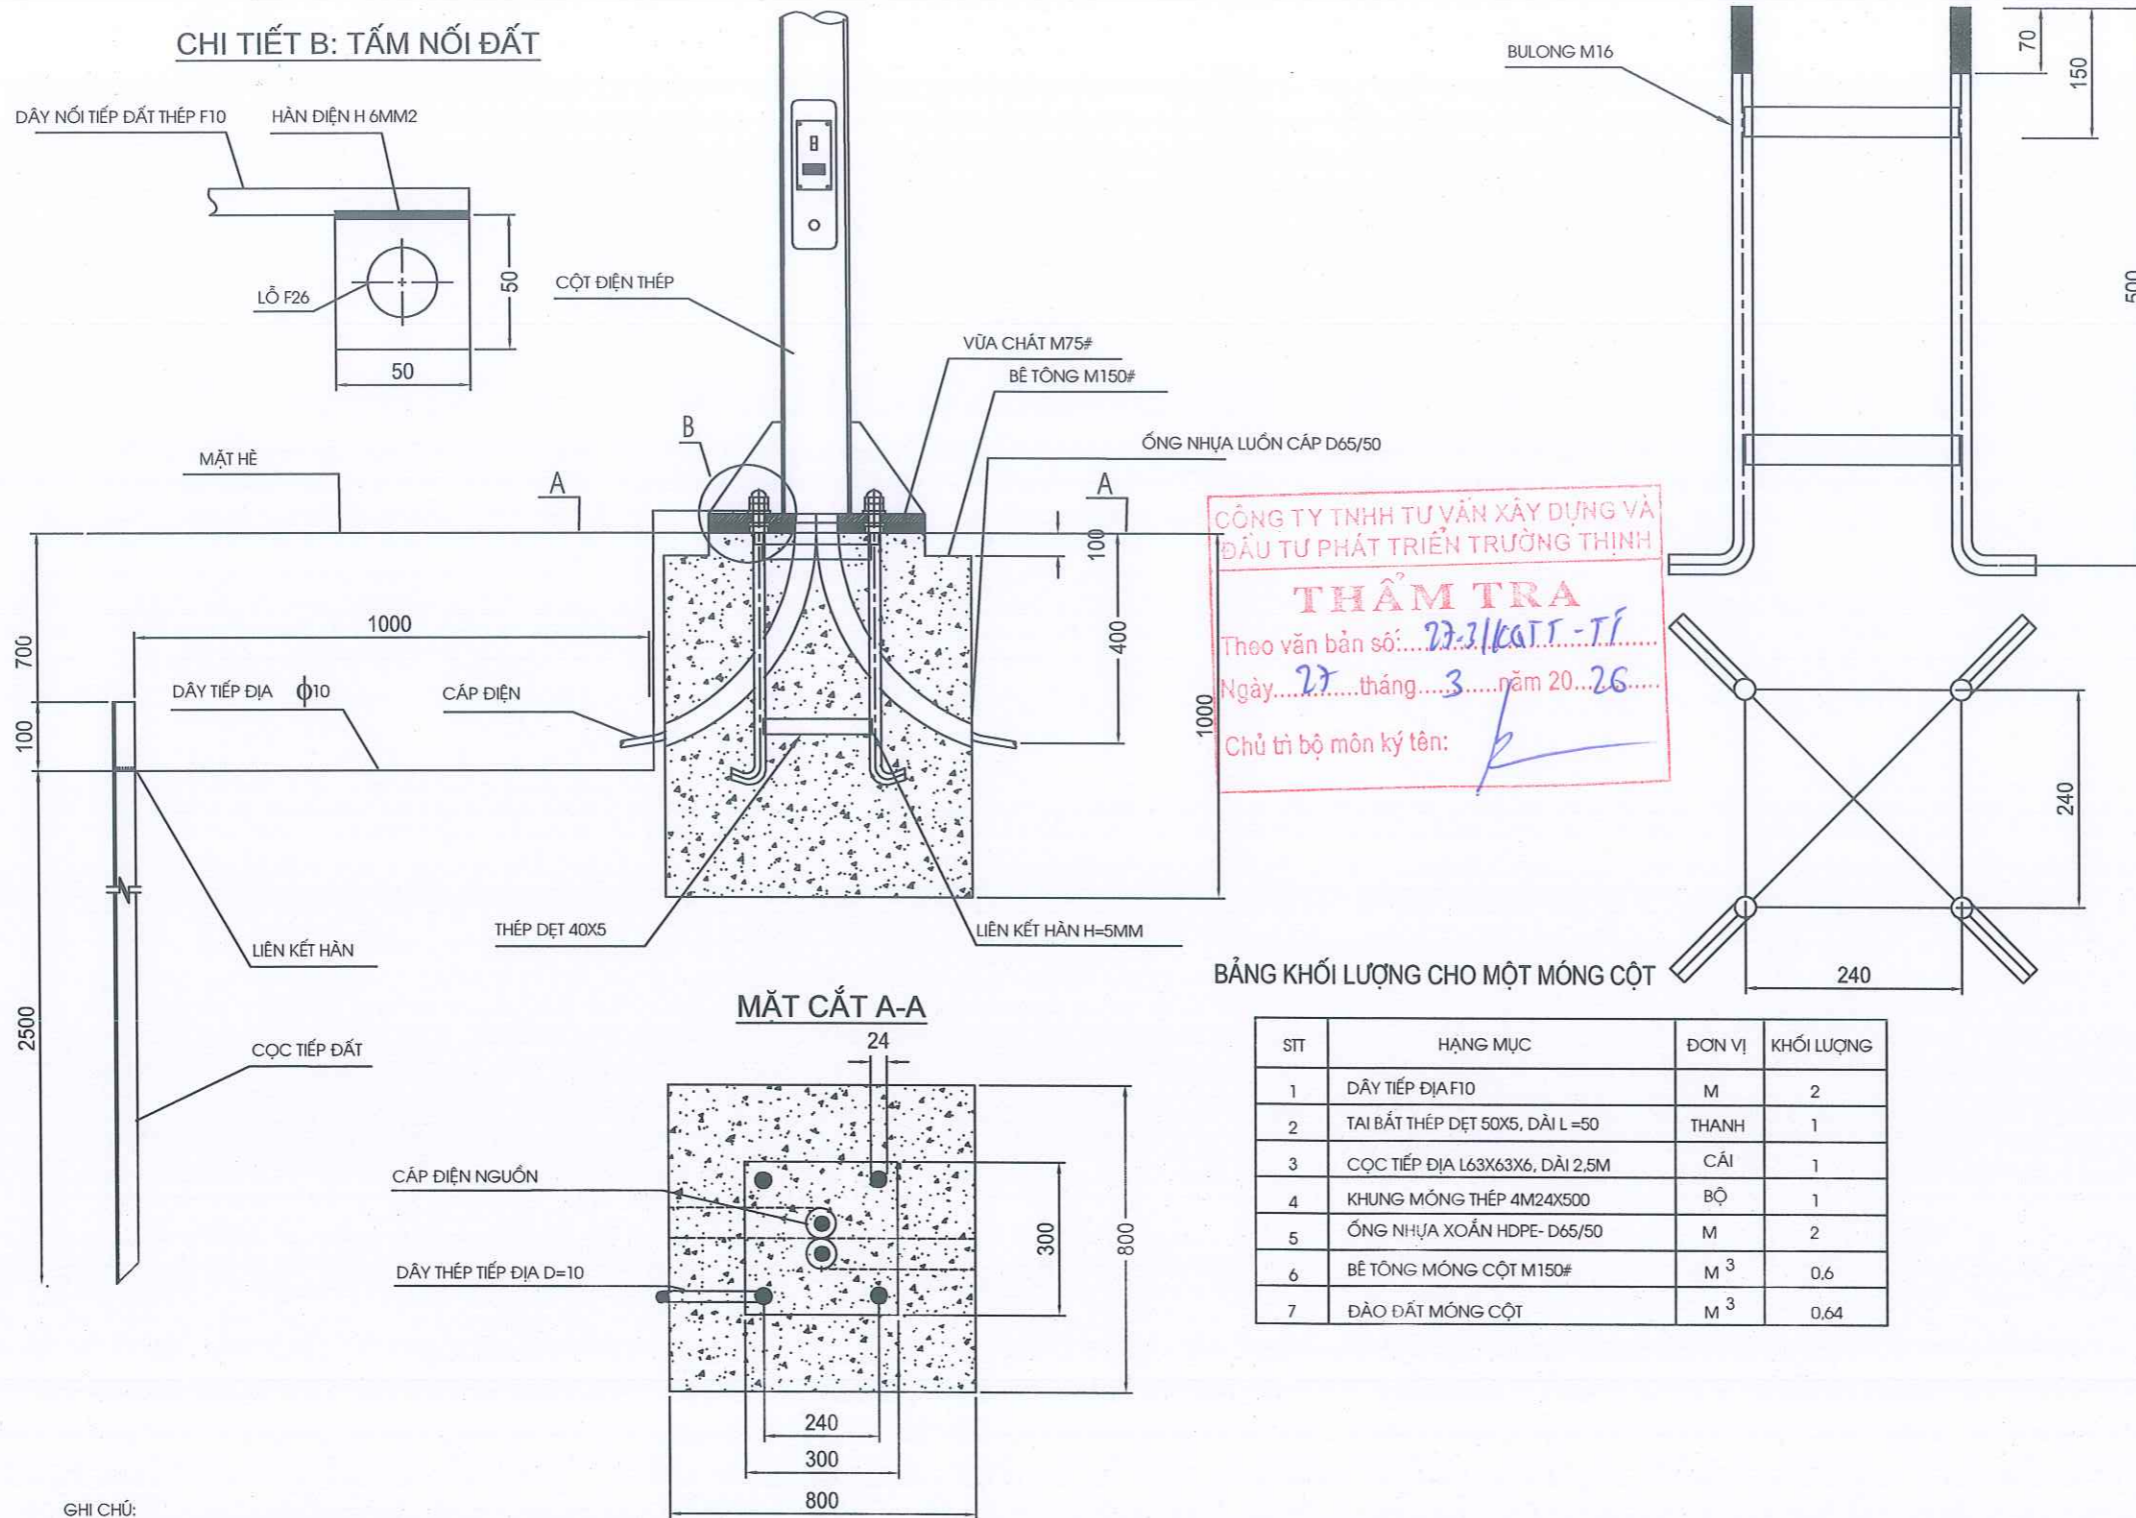 CHI TIẾT B: TẤM NỐI ĐẤT
DÂY NỐI TIẾP ĐẤT THÉP F10
HÀN ĐIỆN H 6MM2
LỖ F26
50
50
CỘT ĐIỆN THÉP
VỮA CHÁT M75#
BÊ TÔNG M150#
ỐNG NHỰA LUỒN CÁP D65/50
B
MẶT HÈ
A
A
100
400
1000
700
100
2500
1000
DÂY TIẾP ĐỊA ϕ10
CÁP ĐIỆN
THÉP DẸT 40X5
LIÊN KẾT HÀN H=5MM
LIÊN KẾT HÀN
CỌC TIẾP ĐẤT
BULONG M16
70
150
500
240
240
CÔNG TY TNHH TƯ VẤN XÂY DỰNG VÀ
ĐẦU TƯ PHÁT TRIỂN TRƯỜNG THỊNH
THẨM TRA
Theo văn bản số:
Ngày 27 tháng 3 năm 20 26
Chủ trì bộ môn ký tên:
MẶT CẮT A-A
24
CÁP ĐIỆN NGUỒN
DÂY THÉP TIẾP ĐỊA D=10
300
800
240
300
800
BẢNG KHỐI LƯỢNG CHO MỘT MÓNG CỘT
STT HẠNG MỤC ĐƠN VỊ KHỐI LƯỢNG
1 DÂY TIẾP ĐỊA F10 M 2
2 TAI BẮT THÉP DẸT 50X5, DÀI L =50 THANH 1
3 CỌC TIẾP ĐỊA L63X63X6, DÀI 2,5M CÁI 1
4 KHUNG MÓNG THÉP 4M24X500 BỘ 1
5 ỐNG NHỰA XOẮN HDPE- D65/50 M 2
6 BÊ TÔNG MÓNG CỘT M150# M3 0,6
7 ĐÀO ĐẤT MÓNG CỘT M3 0,64
GHI CHÚ: